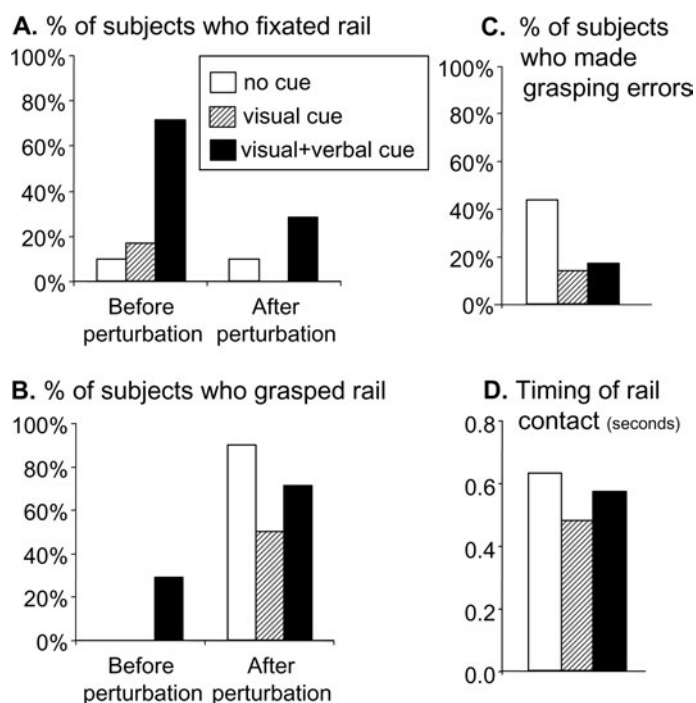 A. % of subjects who fixated rail
100%
80%
60%
40%
20%
0%
no cue
visual cue
visual+verbal cue
Before
perturbation
After
perturbation
C. % of subjects
who made
grasping errors
100%
80%
60%
40%
20%
0%
B. % of subjects who grasped rail
100%
80%
60%
40%
20%
0%
Before
perturbation
After
perturbation
D. Timing of rail
contact (seconds)
0.8
0.6
0.4
0.2
0.0